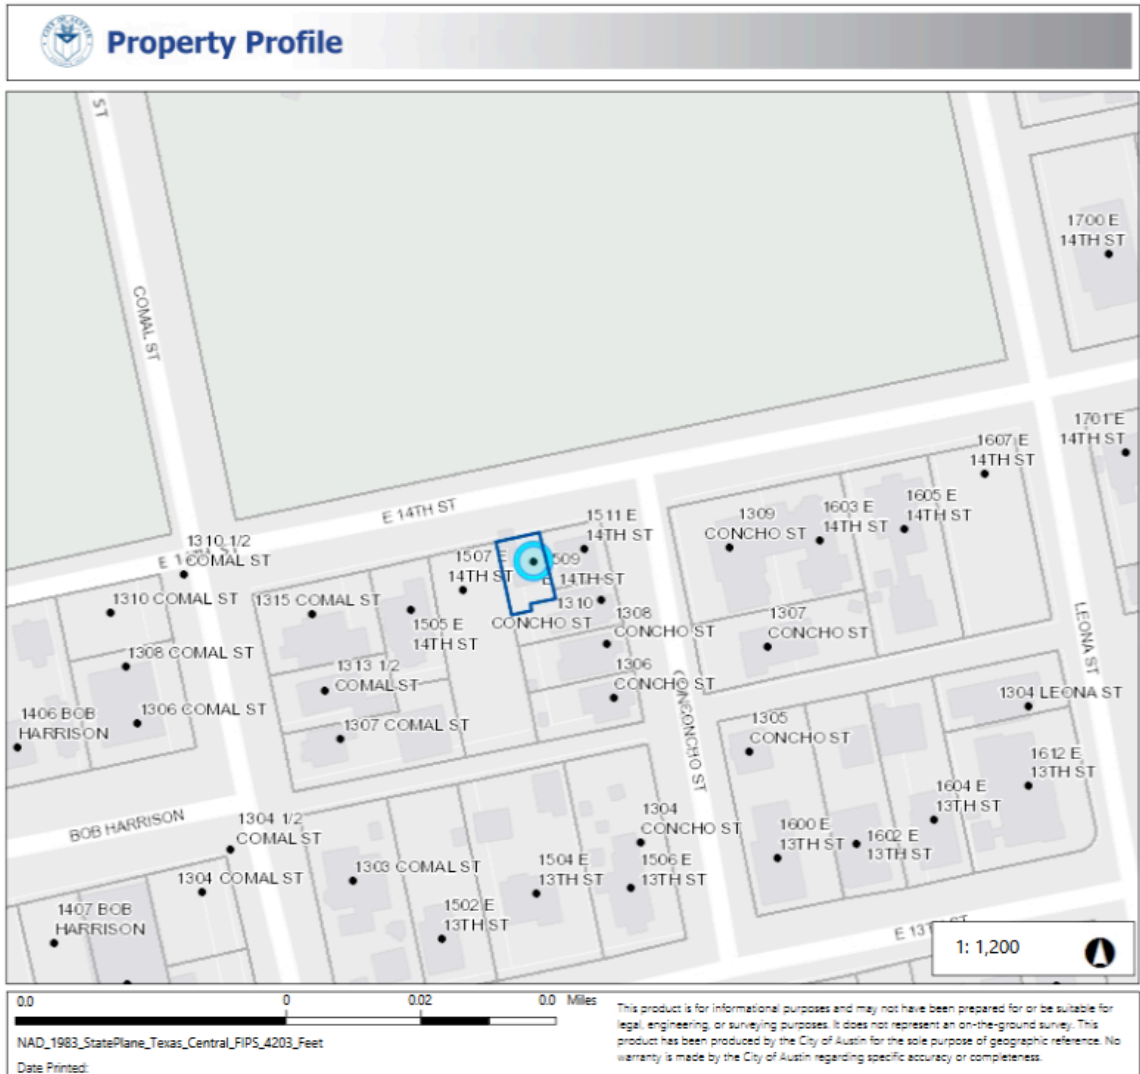 Property Profile
ST
COMAL ST
1700 E
14TH ST
1701 E
14TH ST
1607 E
14TH ST
1605 E
14TH ST
1603 E
14TH ST
1309
CONCHO ST
E 14TH ST
1511 E
14TH ST
1509
E 14TH ST
1507 E
14TH ST
1310 1/2
COMAL ST
1310 COMAL ST
1315 COMAL ST
1505 E
14TH ST
1310
CONCHO ST
1308
CONCHO ST
1307
CONCHO ST
LEONA ST
1308 COMAL ST
1313 1/2
COMAL ST
1306
CONCHO ST
1304 LEONA ST
1406 BOB
HARRISON
1306 COMAL ST
1307 COMAL ST
CONCHO ST
1305
CONCHO ST
1612 E
13TH ST
1604 E
13TH ST
BOB HARRISON
1304 1/2
COMAL ST
1304
CONCHO ST
1600 E
13TH ST
1602 E
13TH ST
1304 COMAL ST
1303 COMAL ST
1504 E
13TH ST
1506 E
13TH ST
1407 BOB
HARRISON
1502 E
13TH ST
E 13TH ST
1: 1,200
0.0 0 0.02 0.0 Miles
NAD_1983_StatePlane_Texas_Central_FIPS_4203_Feet
Date Printed:
This product is for informational purposes and may not have been prepared for or be suitable for
legal, engineering, or surveying purposes. It does not represent an on-the-ground survey. This
product has been produced by the City of Austin for the sole purpose of geographic reference. No
warranty is made by the City of Austin regarding specific accuracy or completeness.